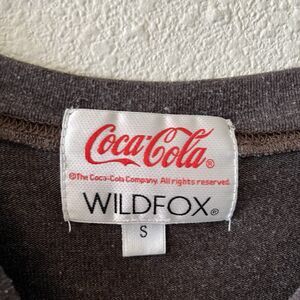 Coca-Cola®
©The Coca-Cola Company. All rights reserved.
WILDFOX®
S